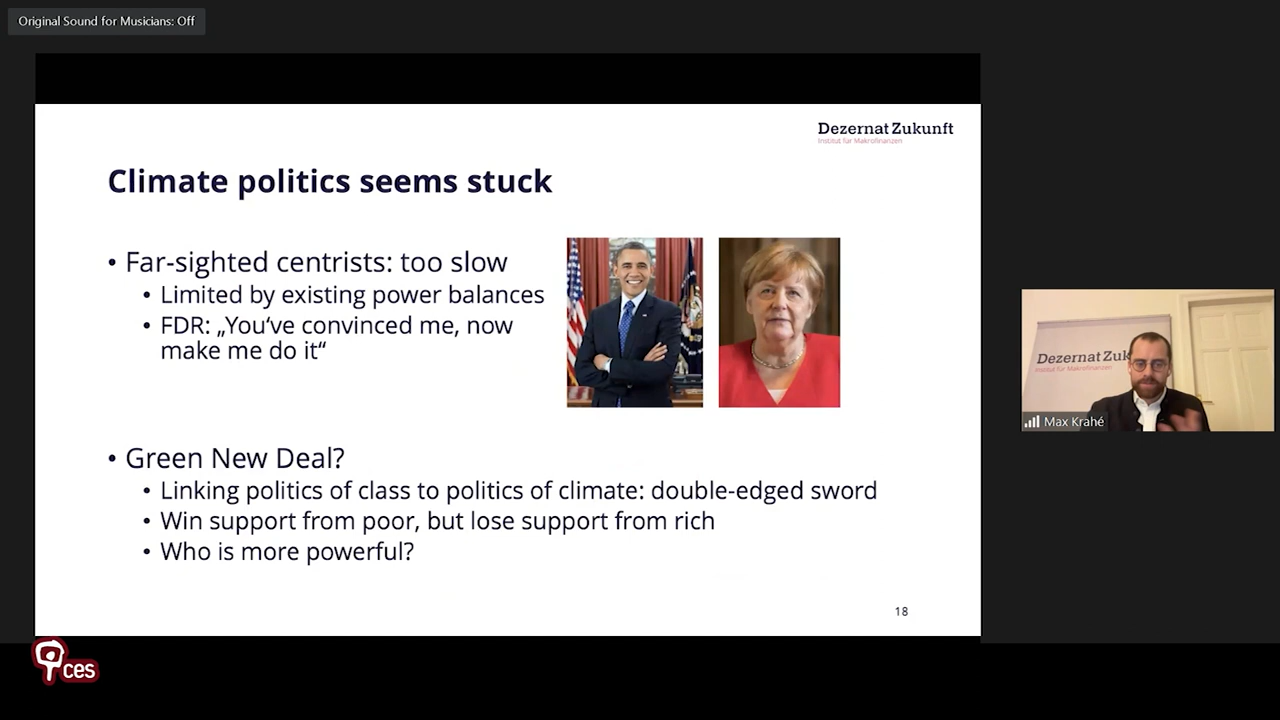 Original Sound for Musicians: Off
Dezernat Zukunft
Institut für Makrofinanzen
Climate politics seems stuck
• Far-sighted centrists: too slow
• Limited by existing power balances
• FDR: „You‘ve convinced me, now
make me do it“
• Green New Deal?
• Linking politics of class to politics of climate: double-edged sword
• Win support from poor, but lose support from rich
• Who is more powerful?
18
Dezernat Zuk
Institut für Makrofinanzen
Max Krahé
ces